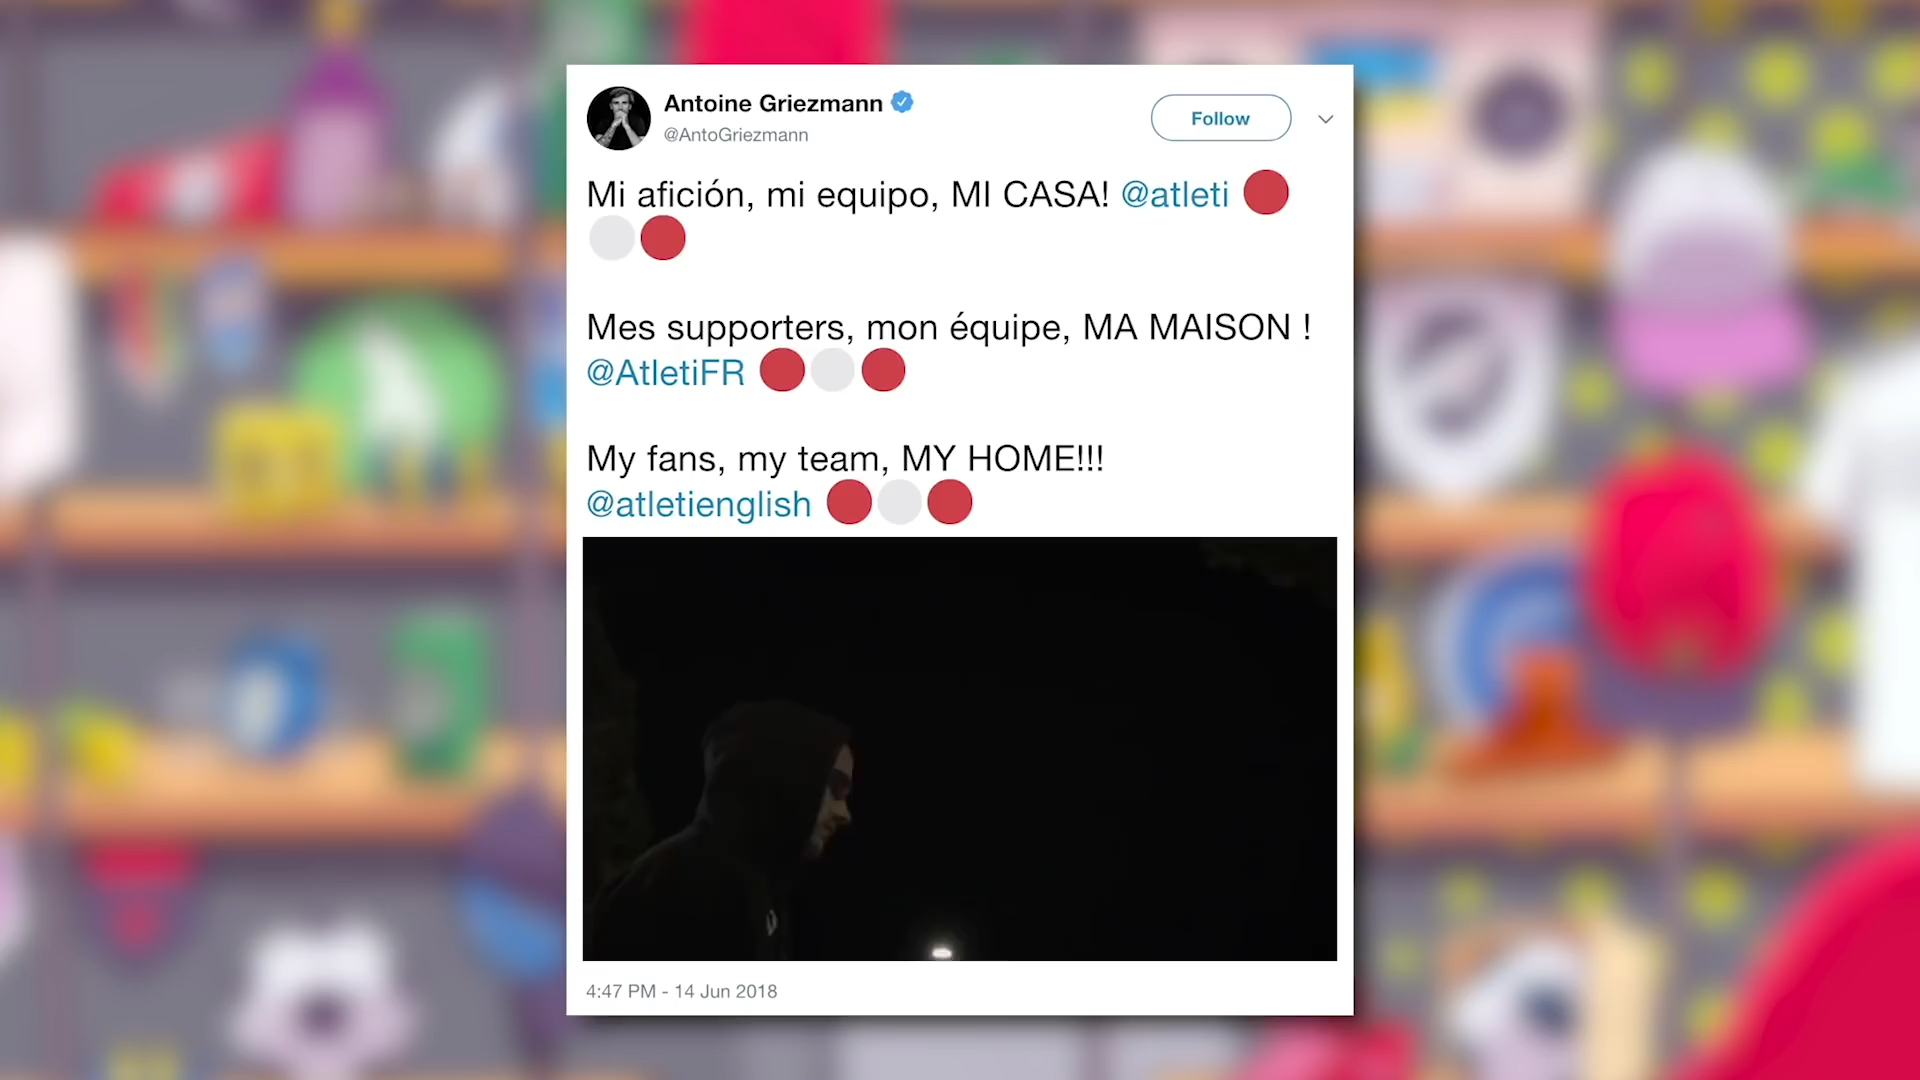 Antoine Griezmann
@AntoGriezmann
Follow
Mi afición, mi equipo, MI CASA! @atleti
Mes supporters, mon équipe, MA MAISON !
@AtletiFR
My fans, my team, MY HOME!!!
@atletienglish
4:47 PM - 14 Jun 2018